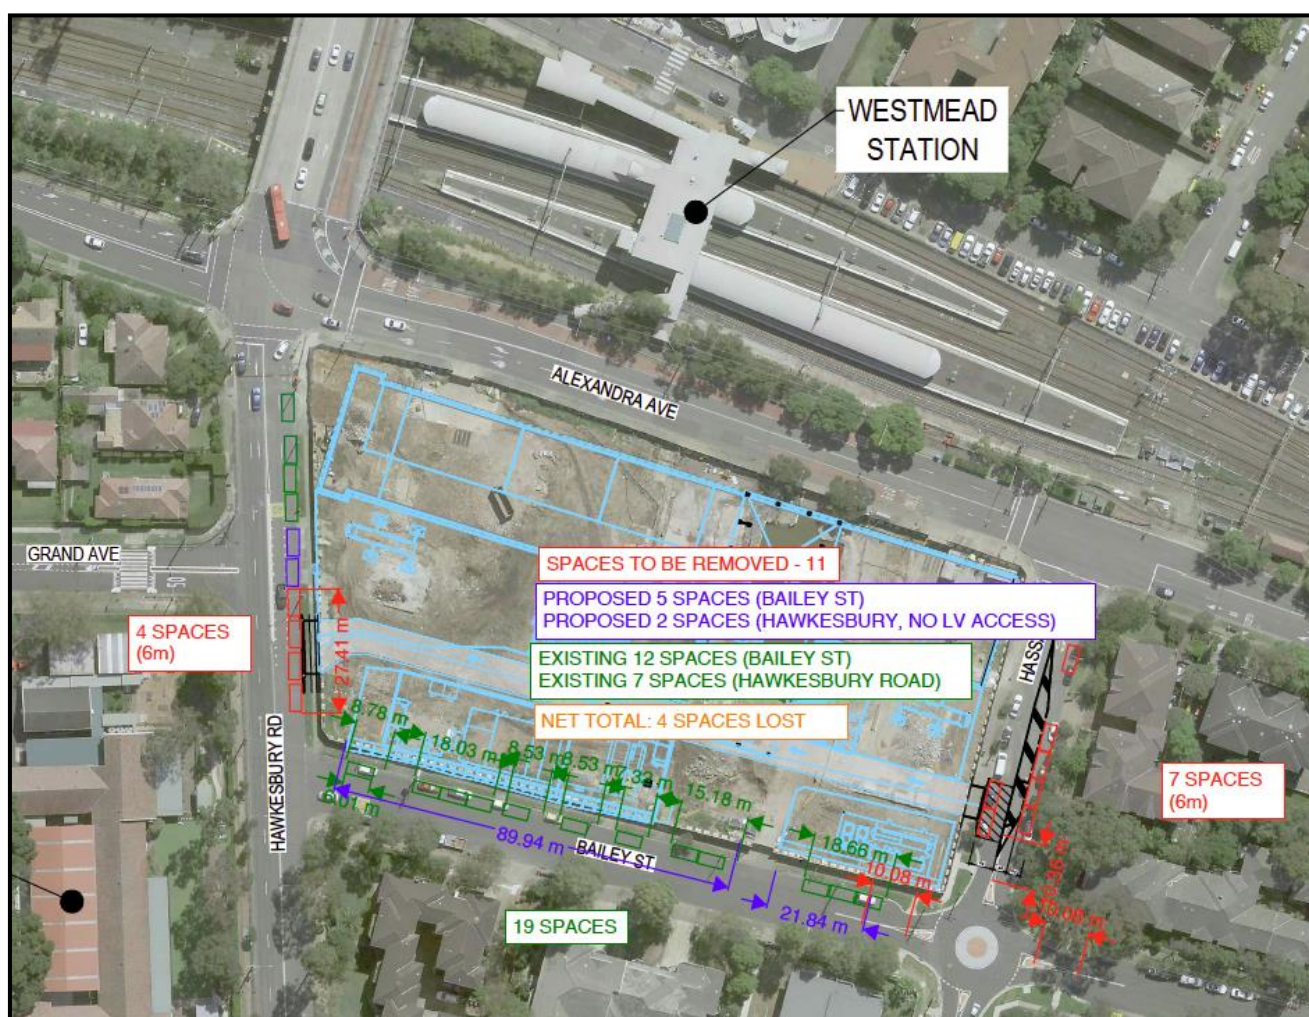 WESTMEAD
STATION
ALEXANDRA AVE
GRAND AVE
50
SPACES TO BE REMOVED - 11
PROPOSED 5 SPACES (BAILEY ST)
PROPOSED 2 SPACES (HAWKESBURY, NO LV ACCESS)
EXISTING 12 SPACES (BAILEY ST)
EXISTING 7 SPACES (HAWKESBURY ROAD)
NET TOTAL: 4 SPACES LOST
4 SPACES
(6m)
27.41 m
HASS
7 SPACES
(6m)
HAWKESBURY RD
8.78 m
18.03 m
8.53 m
8.53 m
7.32 m
15.18 m
6.01 m
89.94 m
BAILEY ST
18.66 m
10.08 m
21.84 m
19 SPACES